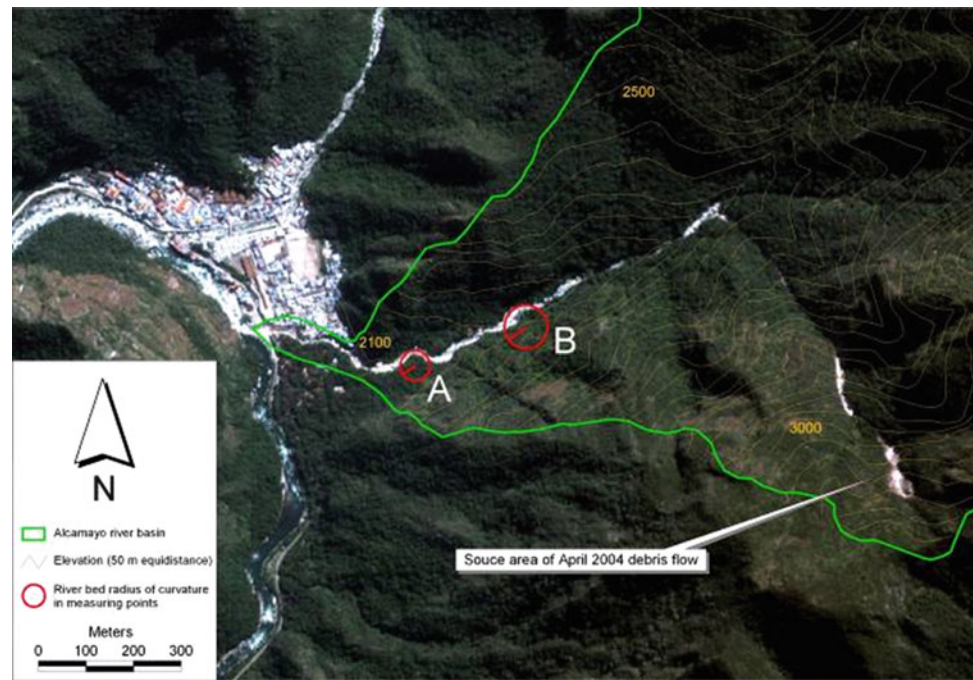 2500
2100
A
B
3000
Souce area of April 2004 debris flow
N
Alcamayo river basin
Elevation (50 m equidistance)
River bed radius of curvature
in measuring points
Meters
0 100 200 300